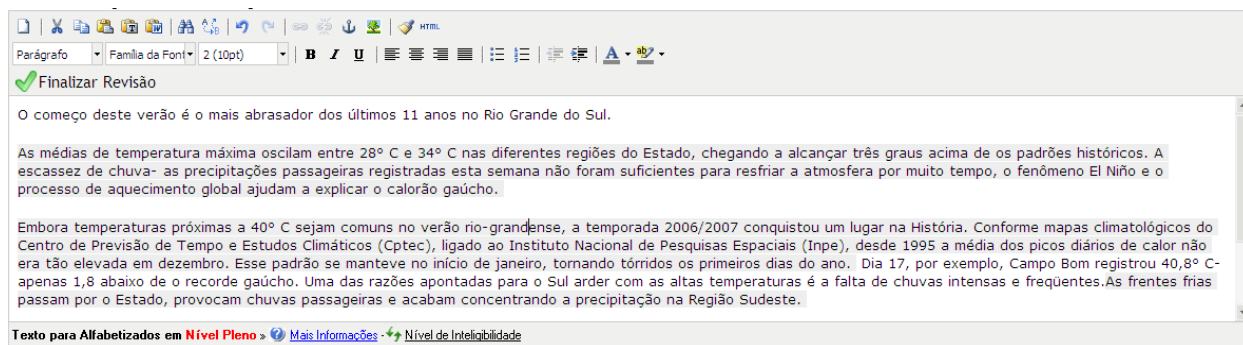 HTML
Parágrafo Família da Font 2 (10pt) B I U A ab
Finalizar Revisão
O começo deste verão é o mais abrasador dos últimos 11 anos no Rio Grande do Sul.
As médias de temperatura máxima oscilam entre 28º C e 34º C nas diferentes regiões do Estado, chegando a alcançar três graus acima de os padrões históricos. A
escassez de chuva- as precipitações passageiras registradas esta semana não foram suficientes para resfriar a atmosfera por muito tempo, o fenômeno El Niño e o
processo de aquecimento global ajudam a explicar o calorão gaúcho.
Embora temperaturas próximas a 40º C sejam comuns no verão rio-grandense, a temporada 2006/2007 conquistou um lugar na História. Conforme mapas climatológicos do
Centro de Previsão de Tempo e Estudos Climáticos (Cptec), ligado ao Instituto Nacional de Pesquisas Espaciais (Inpe), desde 1995 a média dos picos diários de calor não
era tão elevada em dezembro. Esse padrão se manteve no início de janeiro, tornando tórridos os primeiros dias do ano. Dia 17, por exemplo, Campo Bom registrou 40,8º C-
apenas 1,8 abaixo de o recorde gaúcho. Uma das razões apontadas para o Sul arder com as altas temperaturas é a falta de chuvas intensas e freqüentes.As frentes frias
passam por o Estado, provocam chuvas passageiras e acabam concentrando a precipitação na Região Sudeste.
Texto para Alfabetizados em Nível Pleno » Mais Informações - Nível de Inteligibilidade